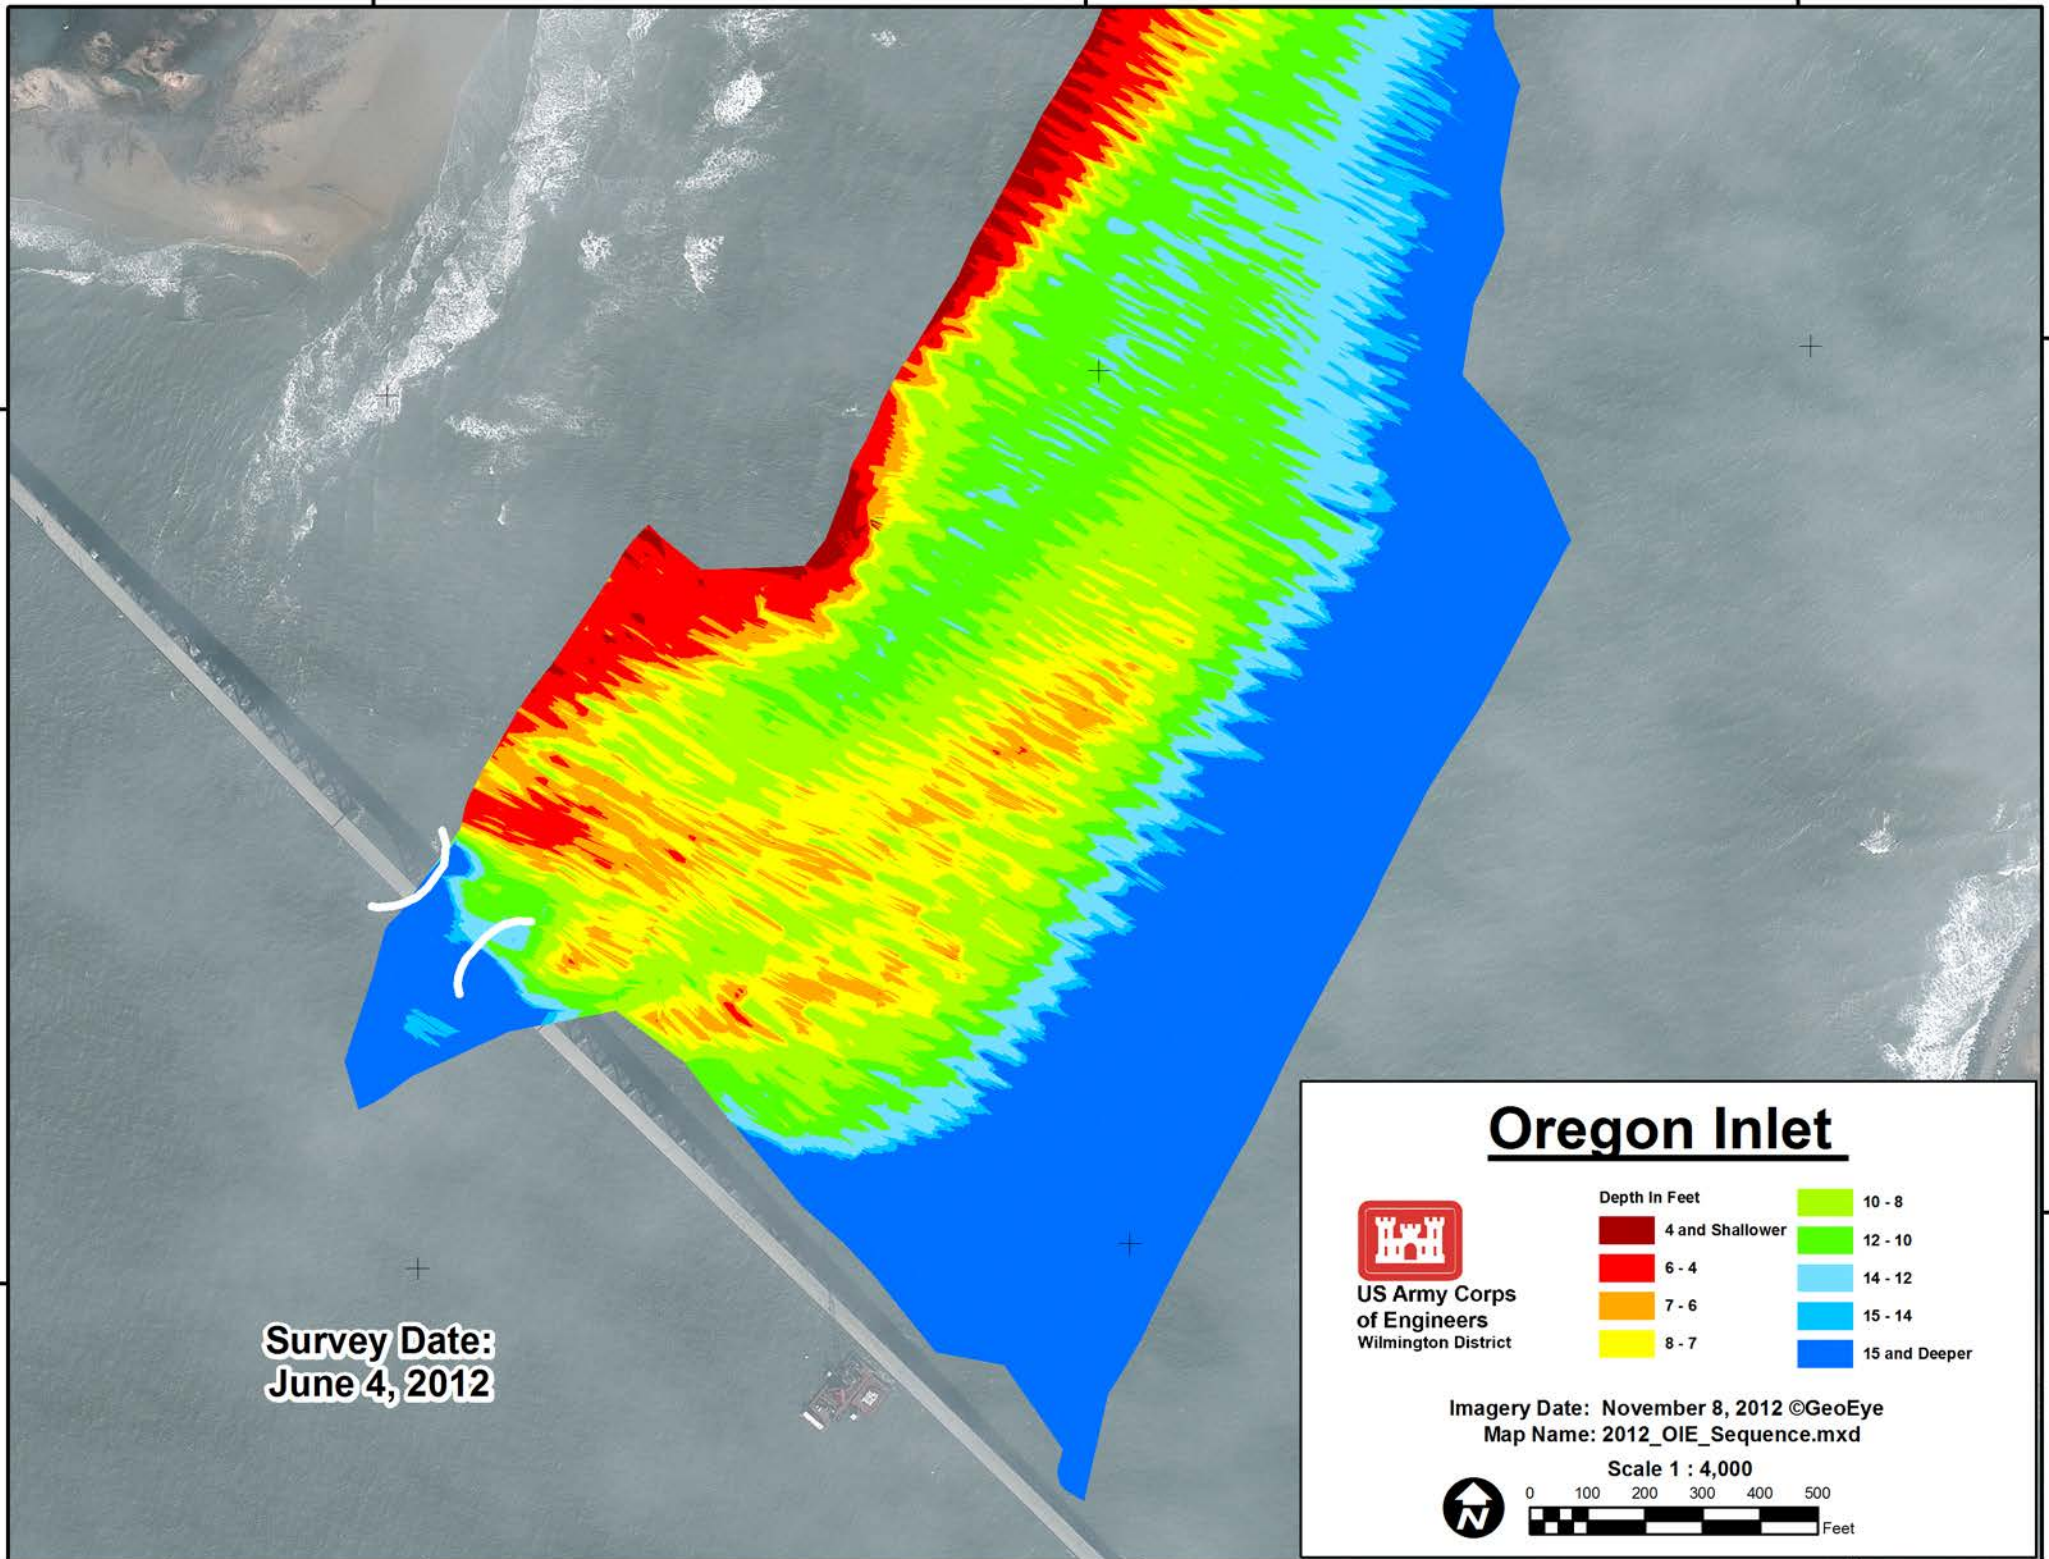 Survey Date:
June 4, 2012
Oregon Inlet
US Army Corps
of Engineers
Wilmington District
Depth In Feet
4 and Shallower
6 - 4
7 - 6
8 - 7
10 - 8
12 - 10
14 - 12
15 - 14
15 and Deeper
Imagery Date: November 8, 2012 ©GeoEye
Map Name: 2012_OIE_Sequence.mxd
Scale 1 : 4,000
N
0 100 200 300 400 500
Feet